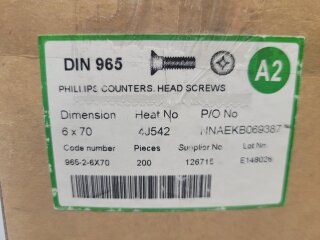 DIN 965
A2
PHILLIPS COUNTERS. HEAD SCREWS
Dimension Heat No P/O No
6 x 70 4J542 HNAEKB069387
Code number Pieces Supplier No. Lot No.
965-2-6X70 200 126715 E148026